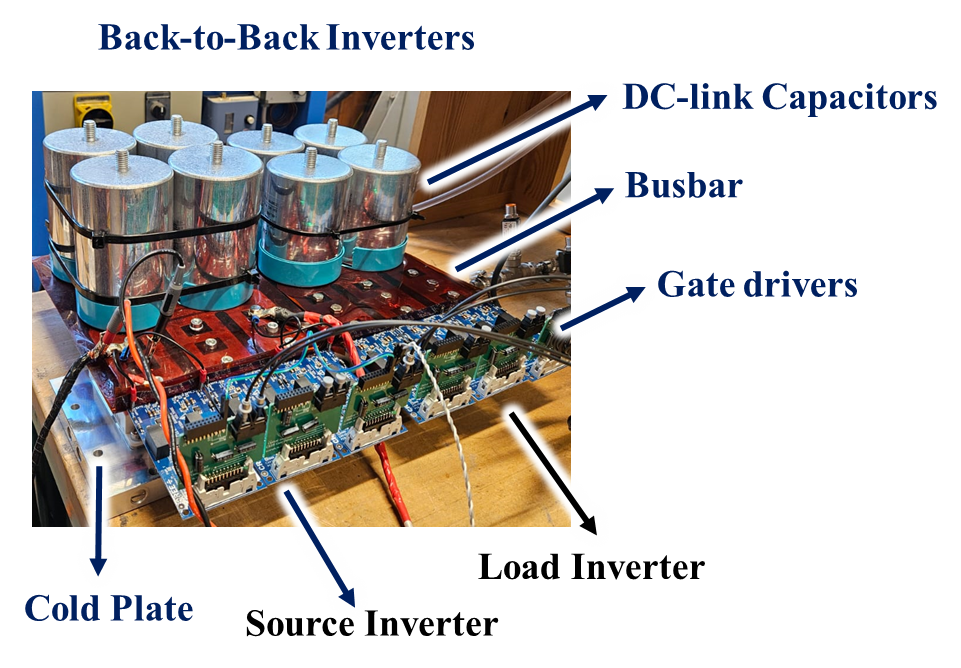 Back-to-Back Inverters
DC-link Capacitors
Busbar
Gate drivers
Load Inverter
Cold Plate
Source Inverter